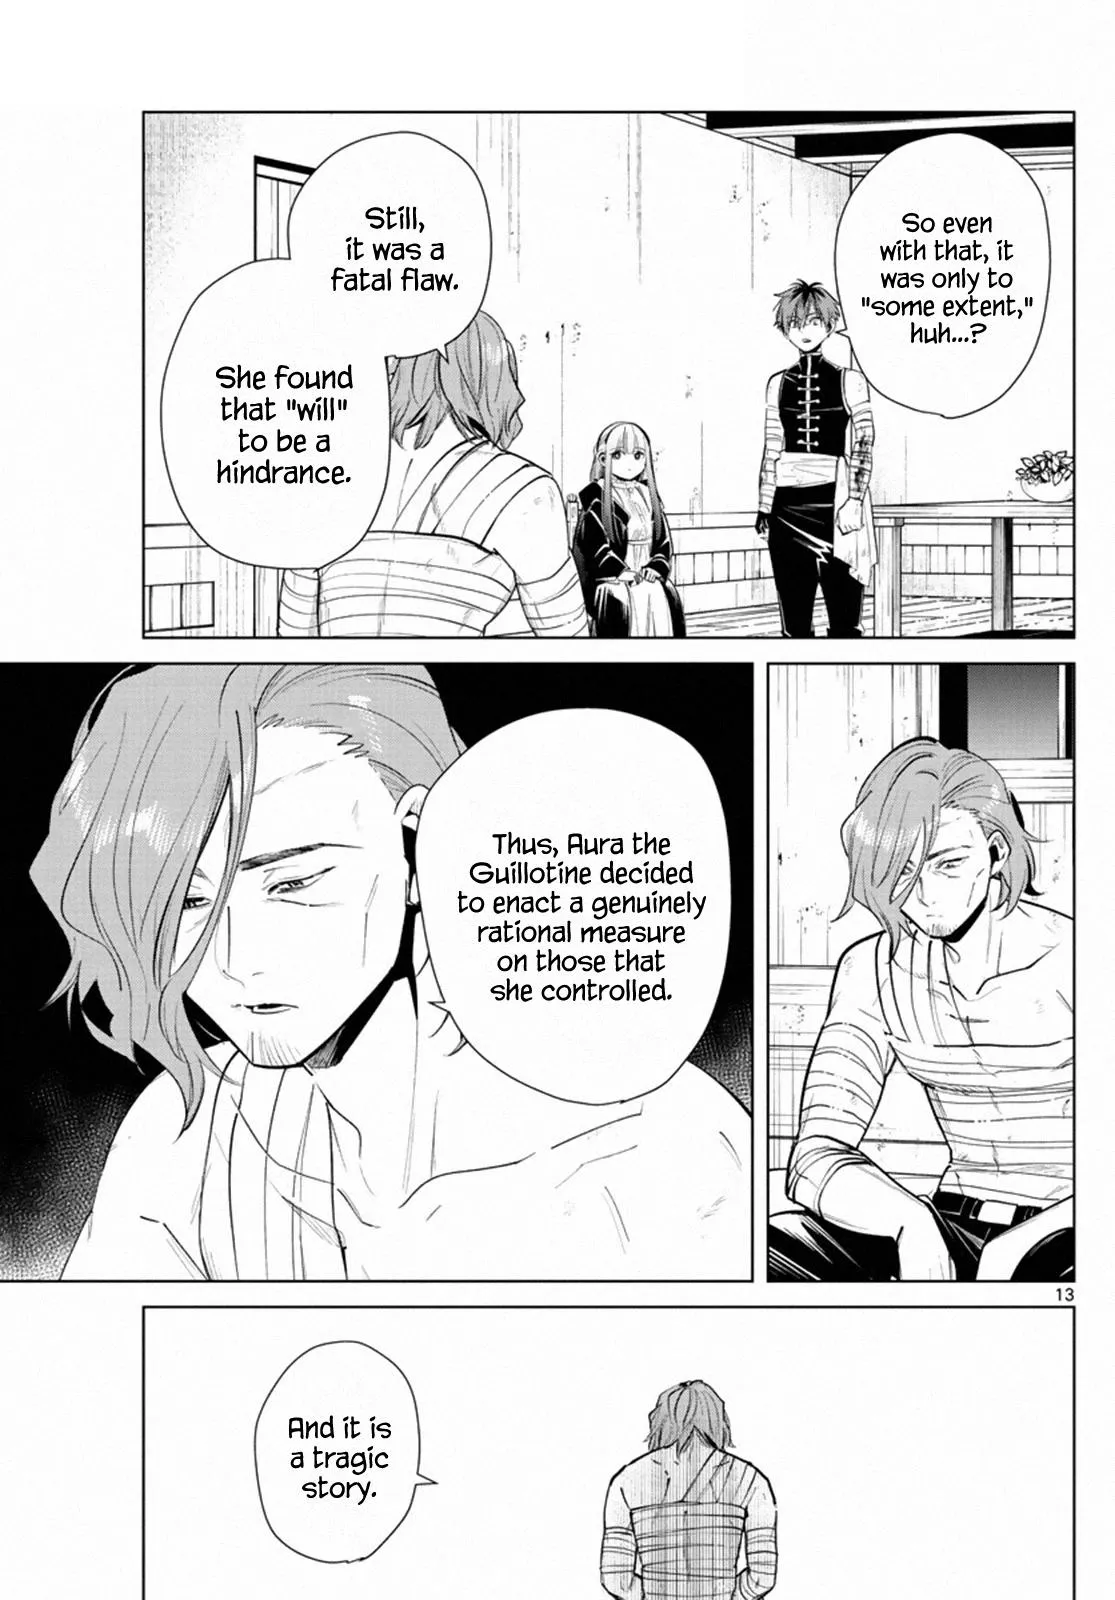 So even
with that, it
was only to
"some extent,"
huh...?
Still,
it was a
fatal flaw.
She found
that "will"
to be a
hindrance.
Thus, Aura the
Guillotine decided
to enact a genuinely
rational measure
on those that
she controlled.
13
And it is
a tragic
story.